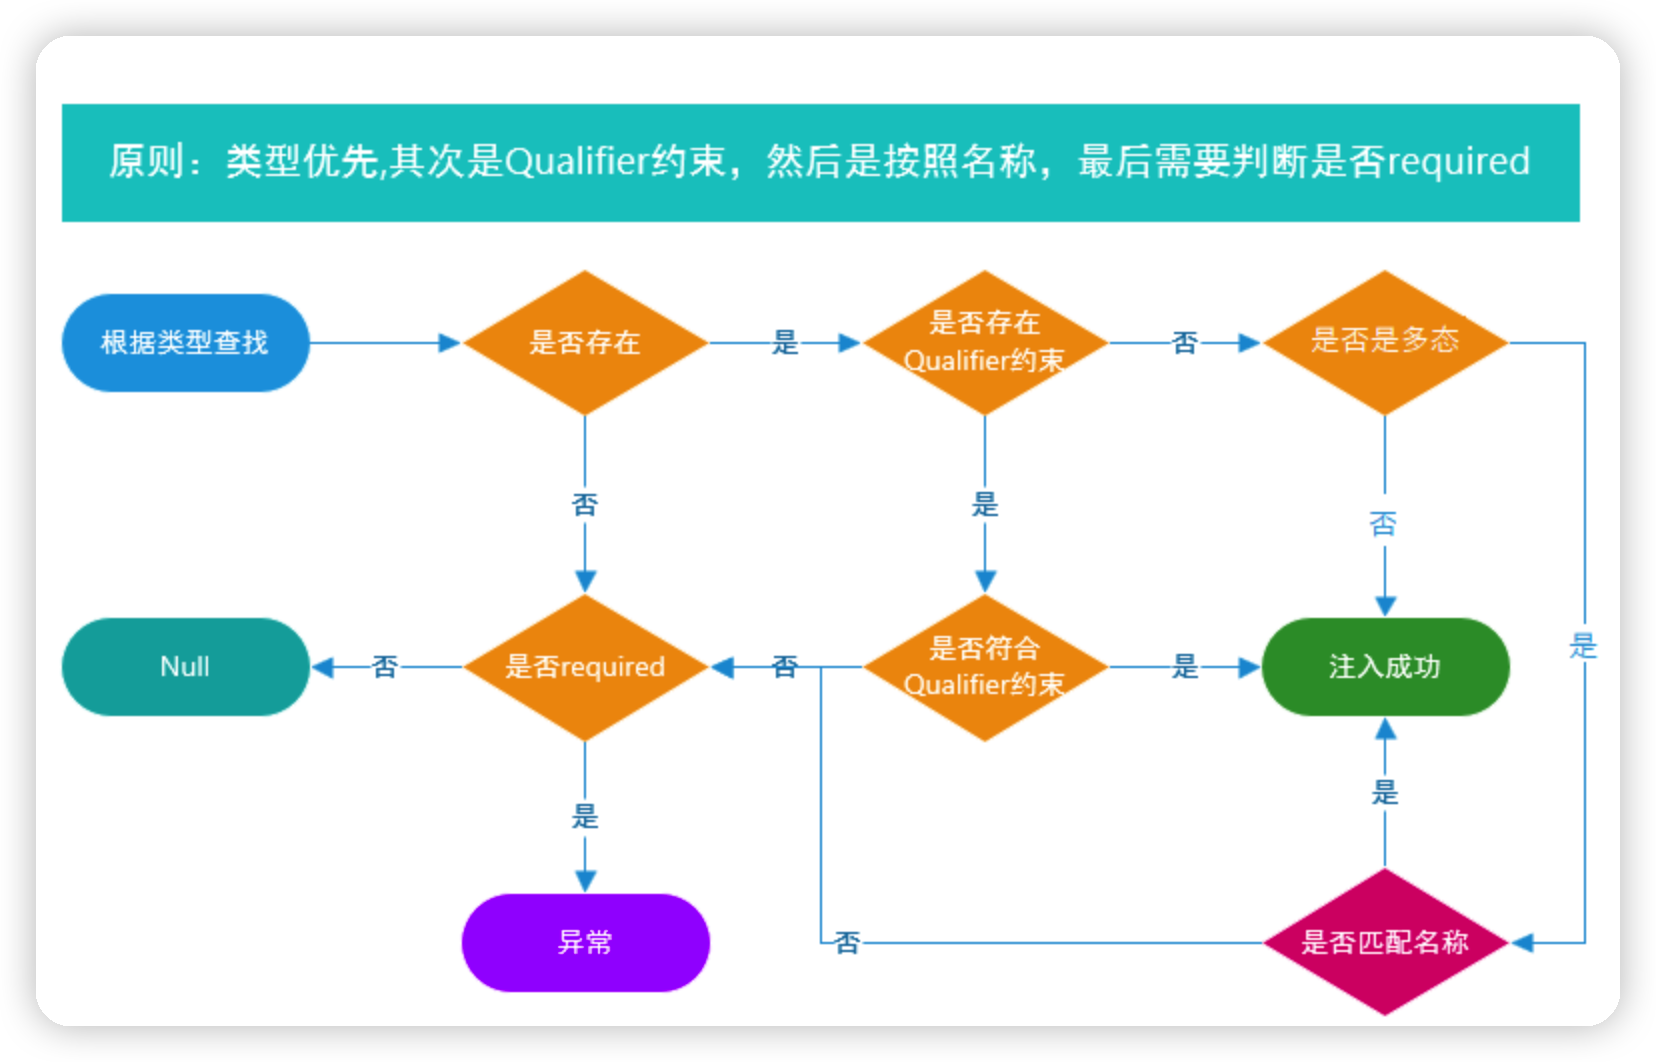 原则：类型优先,其次是Qualifier约束，然后是按照名称，最后需要判断是否required
根据类型查找
是否存在
是
是否存在
Qualifier约束
否
是否是多态
否
是
否
是
Null
否
是否required
否
是否符合
Qualifier约束
是
注入成功
是
是
异常
否
是否匹配名称